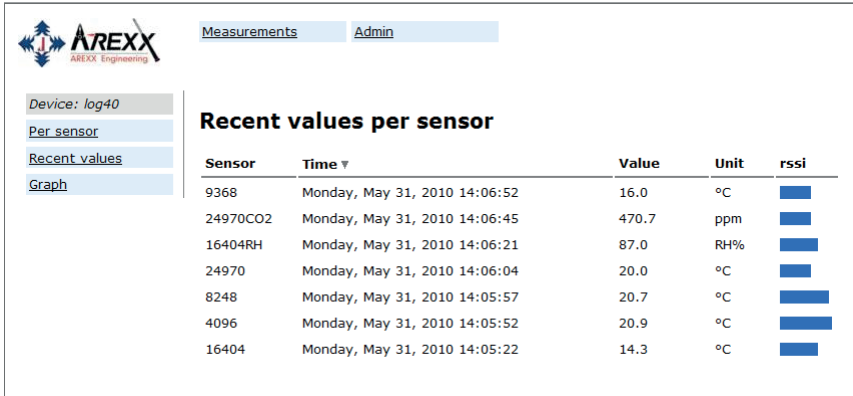 AREXX
AREXX Engineering
Measurements Admin
Device: log40
Per sensor
Recent values
Graph
Recent values per sensor
Sensor Time ▼ Value Unit rssi
9368 Monday, May 31, 2010 14:06:52 16.0 °C
24970CO2 Monday, May 31, 2010 14:06:45 470.7 ppm
16404RH Monday, May 31, 2010 14:06:21 87.0 RH%
24970 Monday, May 31, 2010 14:06:04 20.0 °C
8248 Monday, May 31, 2010 14:05:57 20.7 °C
4096 Monday, May 31, 2010 14:05:52 20.9 °C
16404 Monday, May 31, 2010 14:05:22 14.3 °C